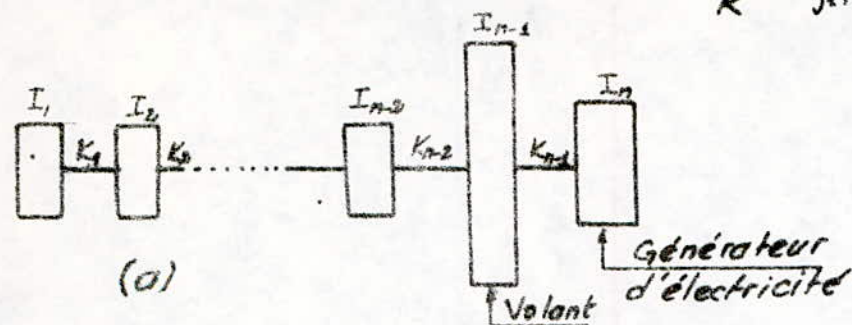 K
I₁ I₂ Iₙ₋₂ Iₙ₋₁ Iₙ
K₁ K₂ ........ Kₙ₋₂ Kₙ₋₁
(a)
Volant
Générateur
d'électricité